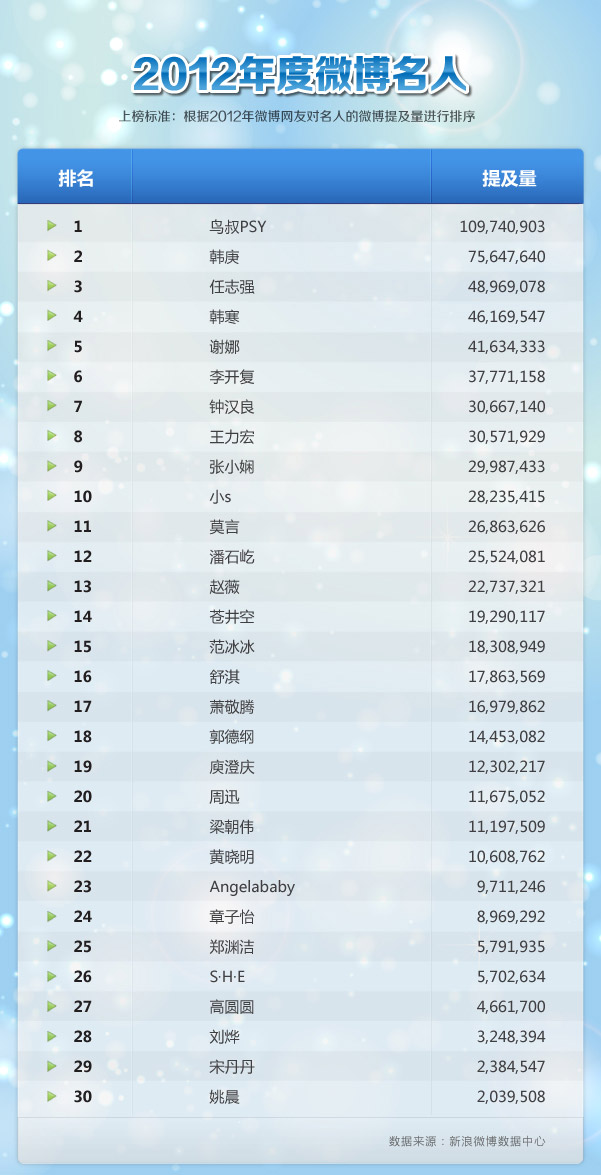 2012年度微博名人
上榜标准：根据2012年微博网友对名人的微博提及量进行排序
排名 提及量
1 鸟叔PSY 109,740,903
2 韩庚 75,647,640
3 任志强 48,969,078
4 韩寒 46,169,547
5 谢娜 41,634,333
6 李开复 37,771,158
7 钟汉良 30,667,140
8 王力宏 30,571,929
9 张小娴 29,987,433
10 小s 28,235,415
11 莫言 26,863,626
12 潘石屹 25,524,081
13 赵薇 22,737,321
14 苍井空 19,290,117
15 范冰冰 18,308,949
16 舒淇 17,863,569
17 萧敬腾 16,979,862
18 郭德纲 14,453,082
19 庾澄庆 12,302,217
20 周迅 11,675,052
21 梁朝伟 11,197,509
22 黄晓明 10,608,762
23 Angelababy 9,711,246
24 章子怡 8,969,292
25 郑渊洁 5,791,935
26 S·H·E 5,702,634
27 高圆圆 4,661,700
28 刘烨 3,248,394
29 宋丹丹 2,384,547
30 姚晨 2,039,508
数据来源：新浪微博数据中心